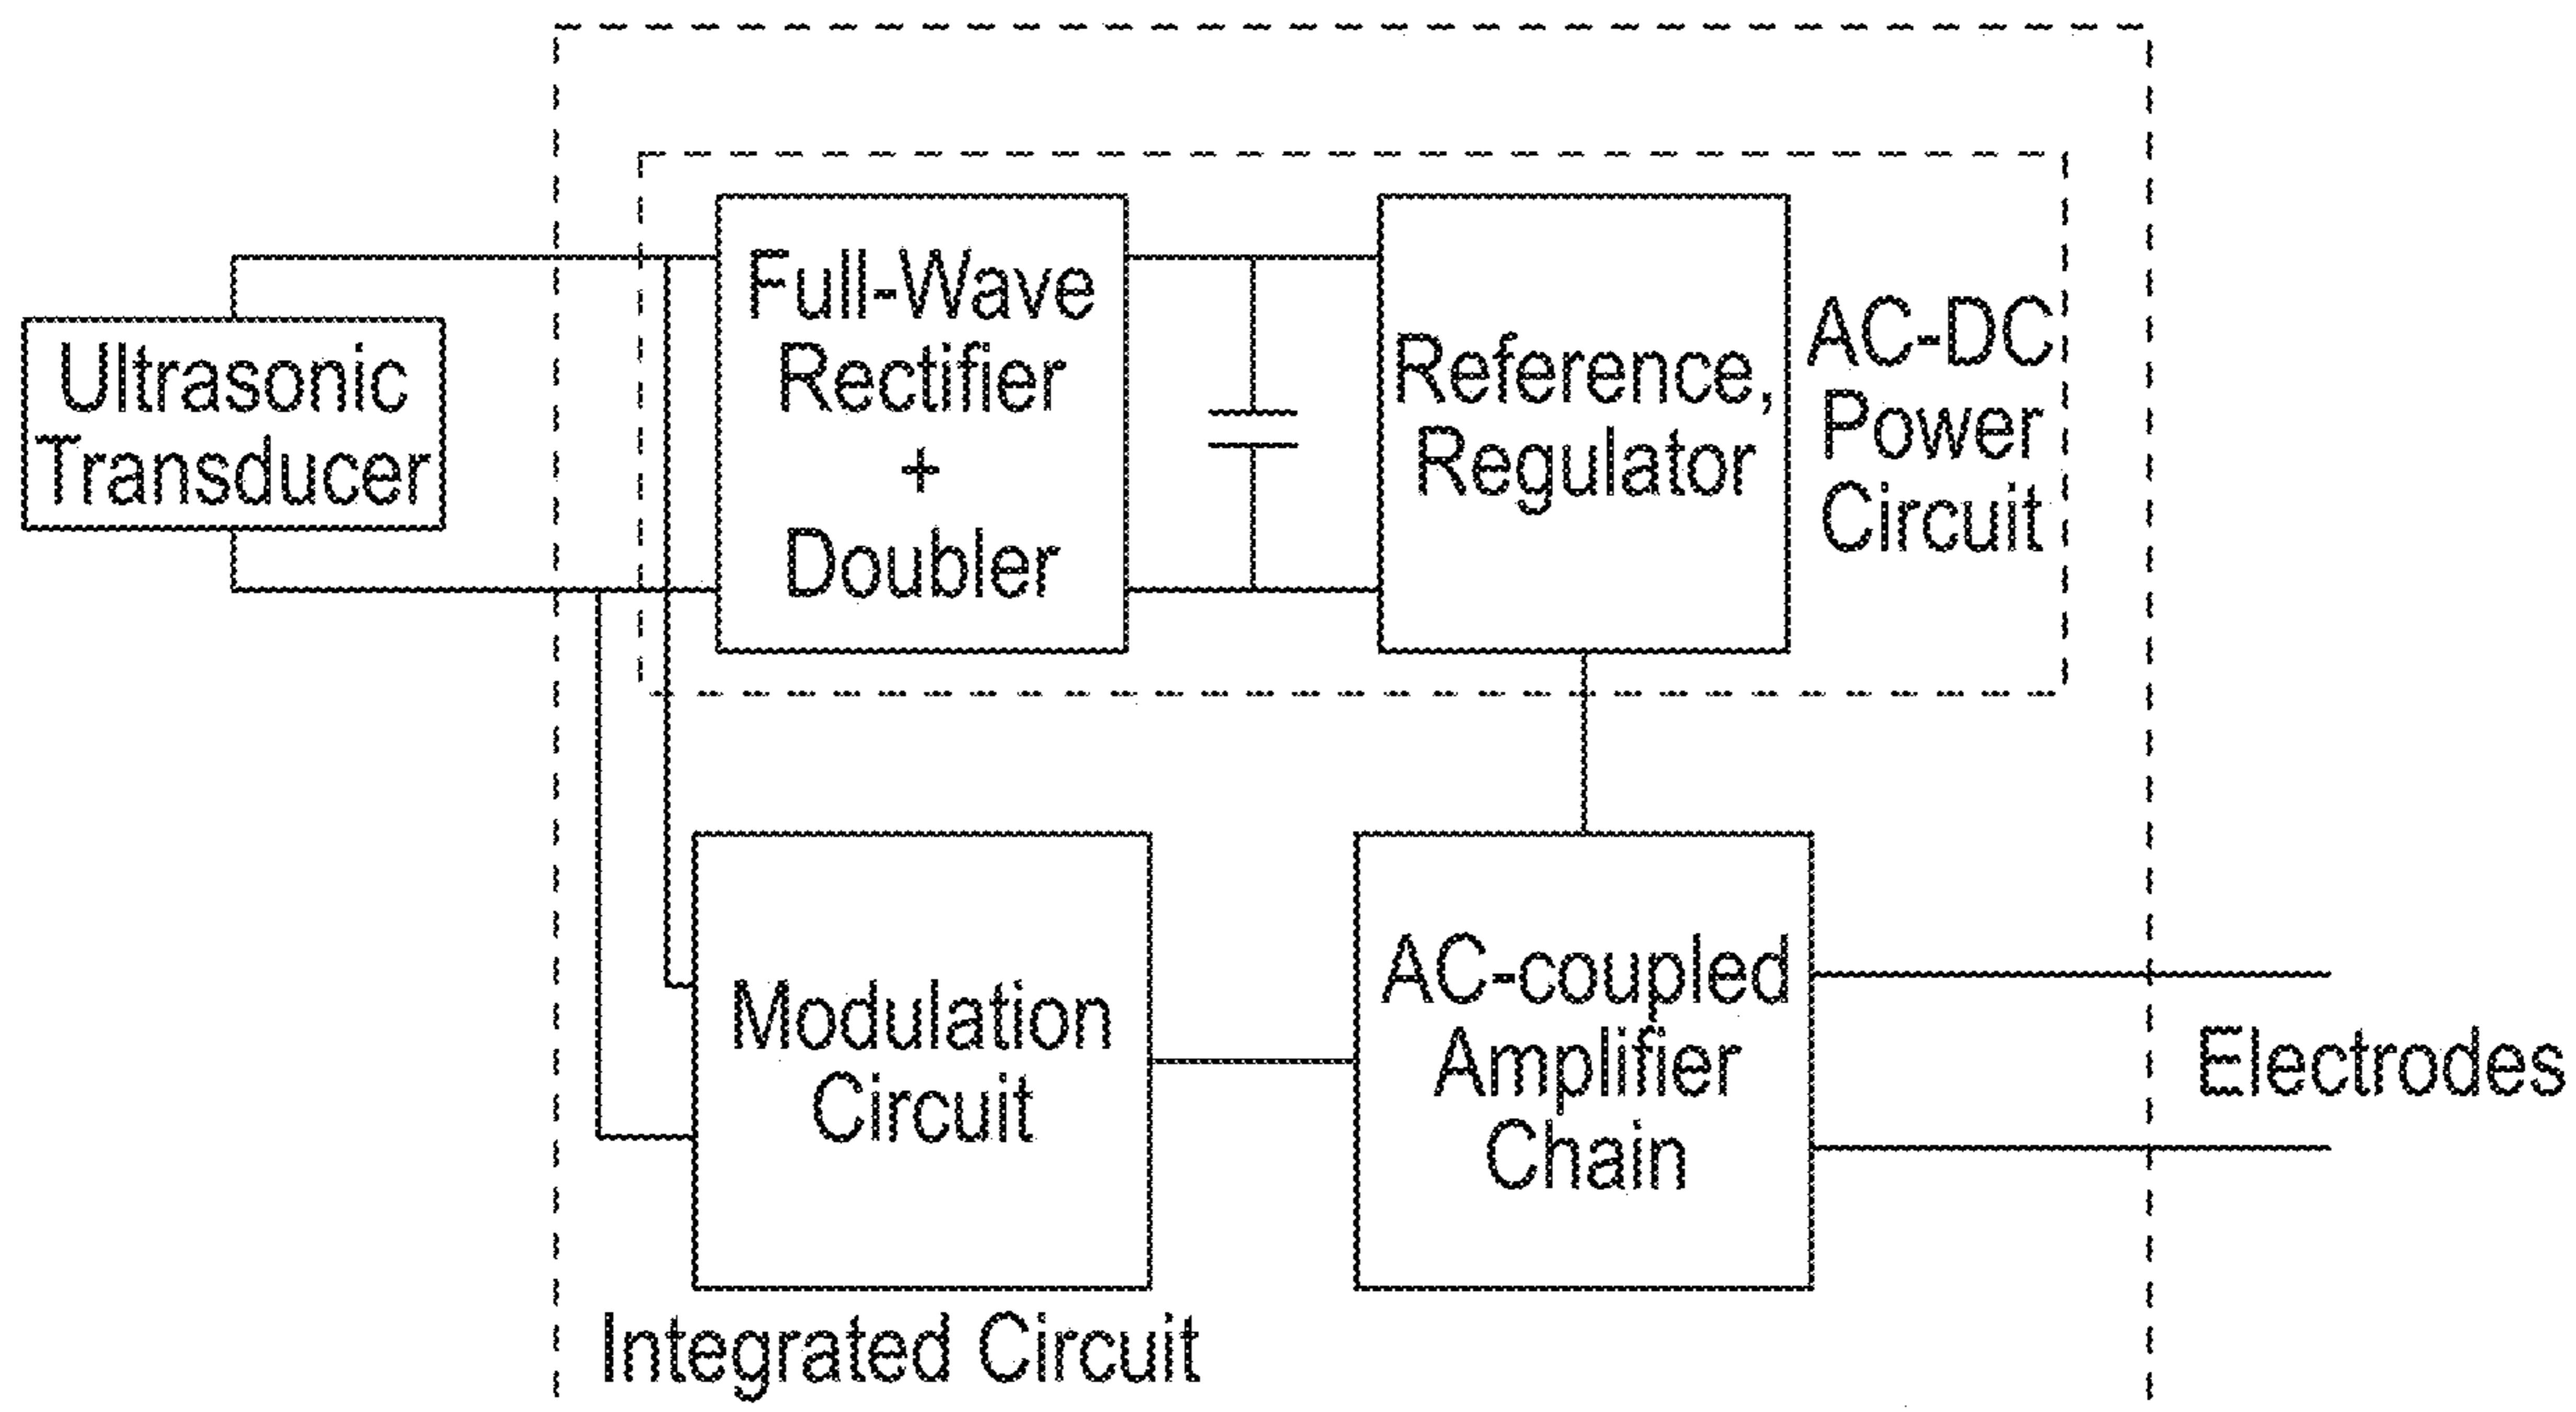 Ultrasonic
Transducer
Full-Wave
Rectifier
+
Doubler
Reference,
Regulator
AC-DC
Power
Circuit
Modulation
Circuit
AC-coupled
Amplifier
Chain
Electrodes
Integrated Circuit